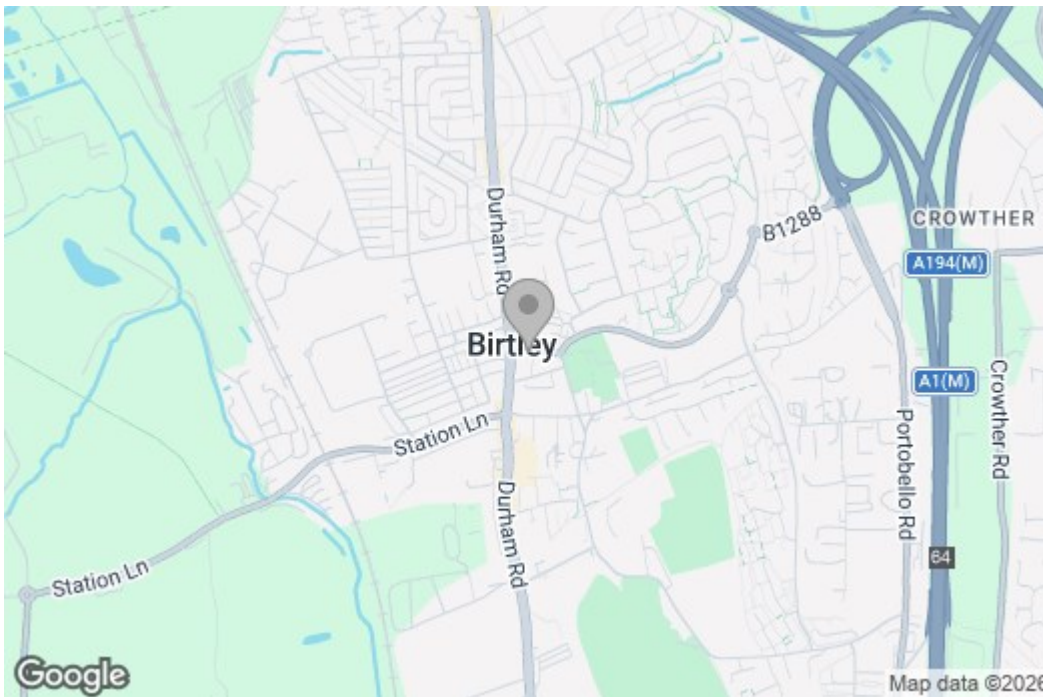 Durham Rd
B1288
CROWTHER
A194(M)
Birtley
A1(M)
Crowther Rd
Station Ln
Portobello Rd
Durham Rd
64
Station Ln
Google
Map data ©2026